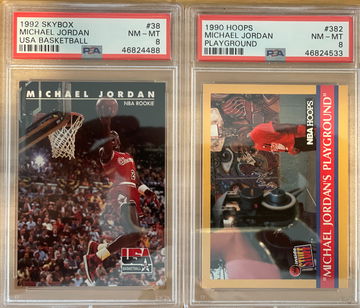 1992 SKYBOX #38
MICHAEL JORDAN NM - MT
USA BASKETBALL 8
PSA 46824488
MICHAEL JORDAN
NBA ROOKIE
USA
BASKETBALL
1990 HOOPS #382
MICHAEL JORDAN NM - MT
PLAYGROUND 8
PSA 46824533
"MICHAEL JORDAN'S PLAYGROUND"
NBA HOOPS